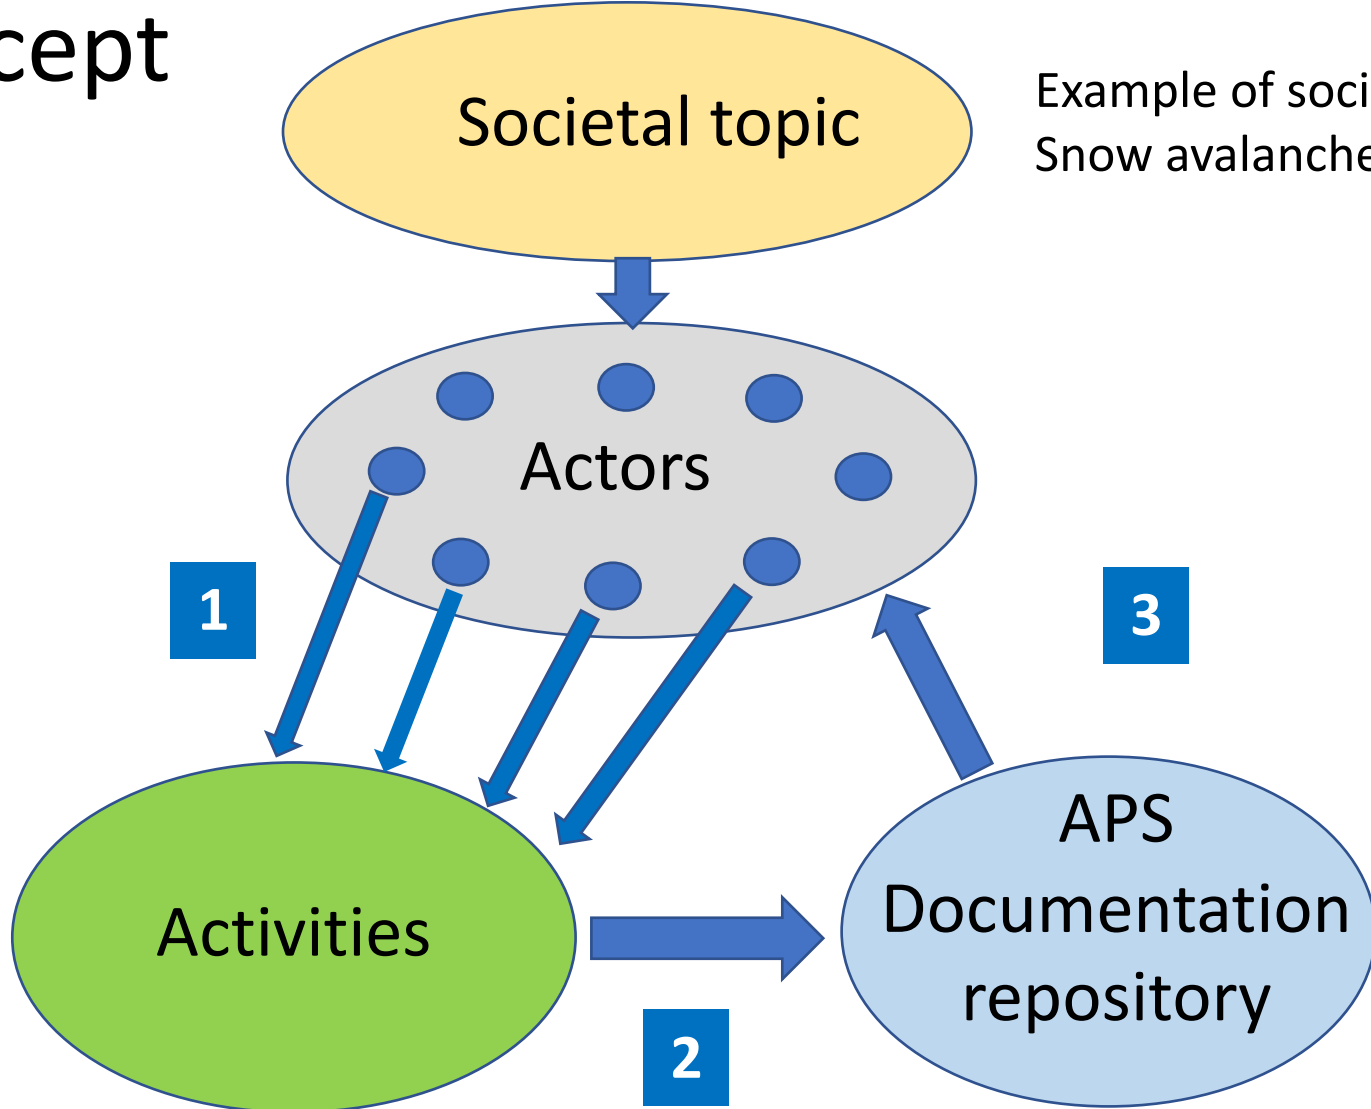 cept
Societal topic
Example of soci
Snow avalanche
Actors
1
3
APS
Documentation
repository
Activities
2